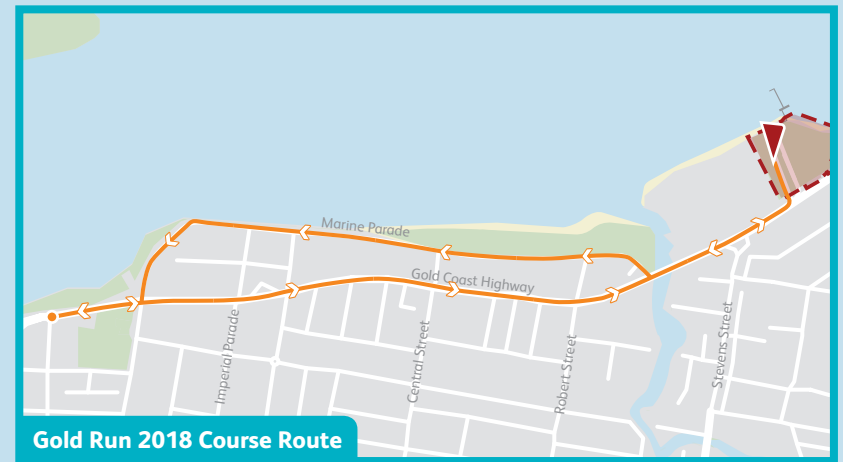 Marine Parade
Gold Coast Highway
Imperial Parade
Central Street
Robert Street
Stevens Street
Gold Run 2018 Course Route